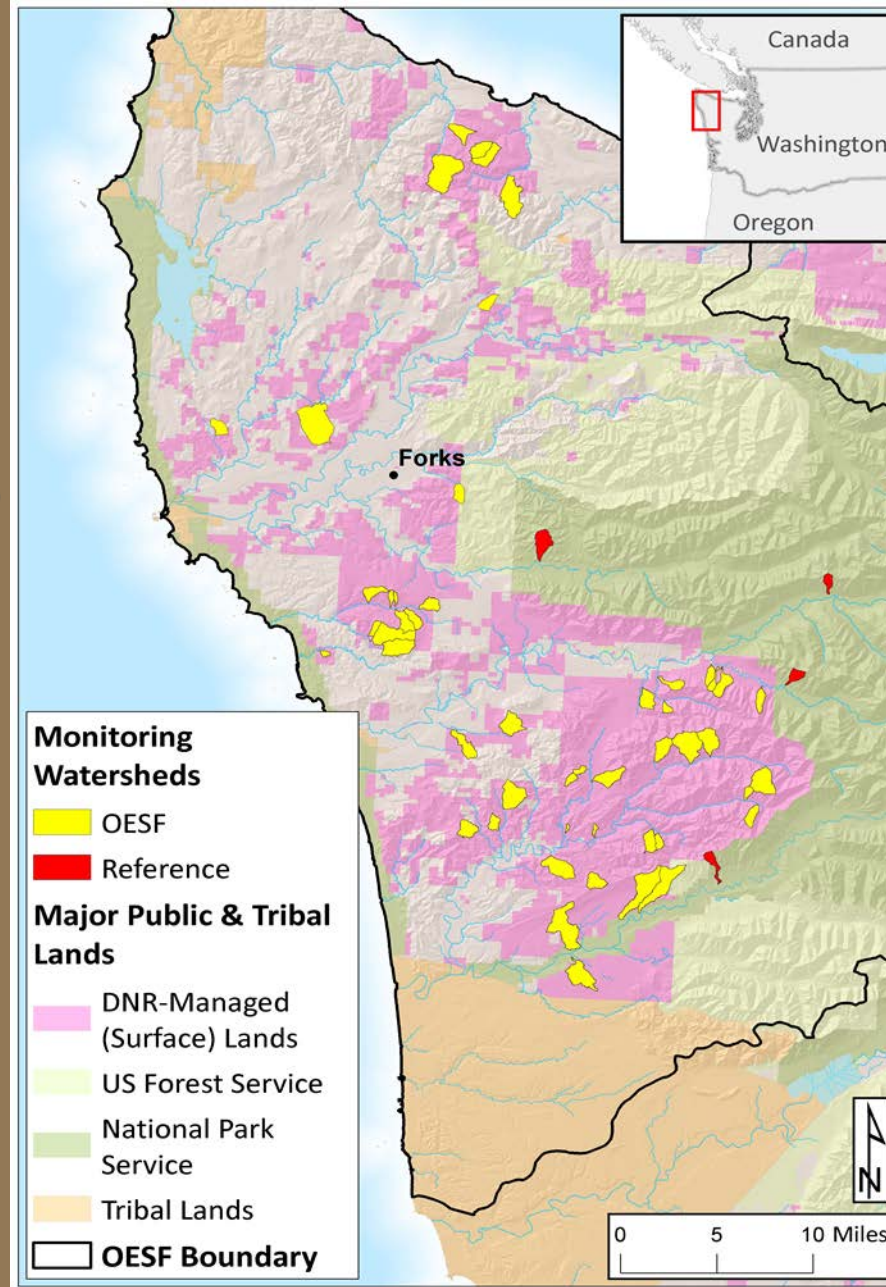 Canada
Washington
Oregon
Forks
Monitoring
Watersheds
OESF
Reference
Major Public & Tribal
Lands
DNR-Managed
(Surface) Lands
US Forest Service
National Park
Service
Tribal Lands
OESF Boundary
N
0 5 10 Miles